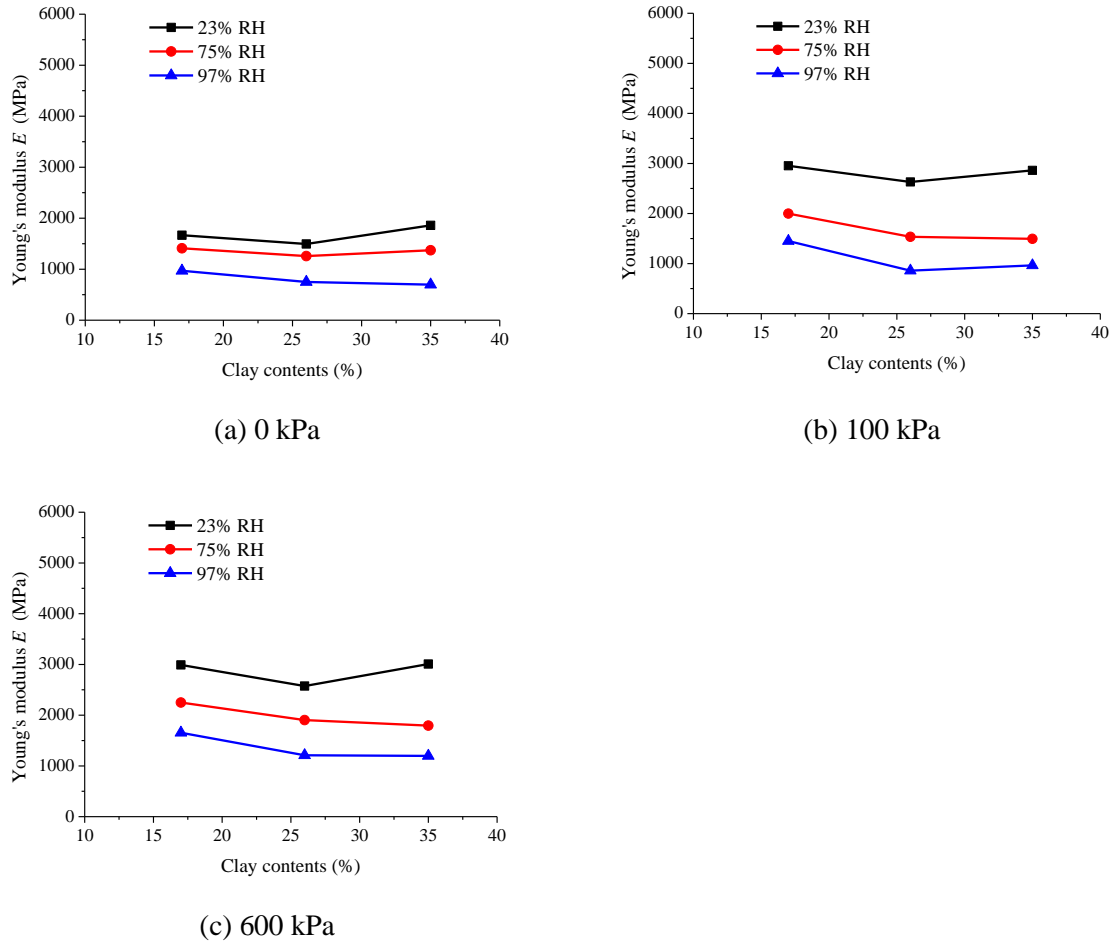 6000
5000
4000
3000
2000
1000
0
Young's modulus E (MPa)
23% RH
75% RH
97% RH
10 15 20 25 30 35 40
Clay contents (%)
(a) 0 kPa
6000
5000
4000
3000
2000
1000
0
Young's modulus E (MPa)
23% RH
75% RH
97% RH
10 15 20 25 30 35 40
Clay contents (%)
(b) 100 kPa
6000
5000
4000
3000
2000
1000
0
Young's modulus E (MPa)
23% RH
75% RH
97% RH
10 15 20 25 30 35 40
Clay contents (%)
(c) 600 kPa